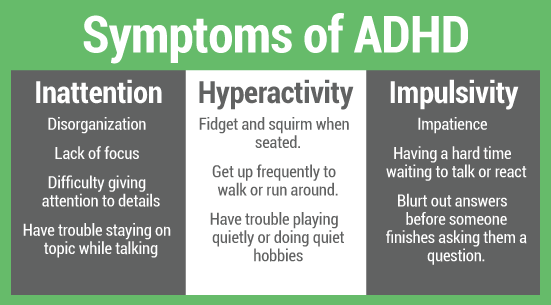 Symptoms of ADHD
Inattention
Disorganization
Lack of focus
Difficulty giving
attention to details
Have trouble staying on
topic while talking
Hyperactivity
Fidget and squirm when
seated.
Get up frequently to
walk or run around.
Have trouble playing
quietly or doing quiet
hobbies
Impulsivity
Impatience
Having a hard time
waiting to talk or react
Blurt out answers
before someone
finishes asking them a
question.